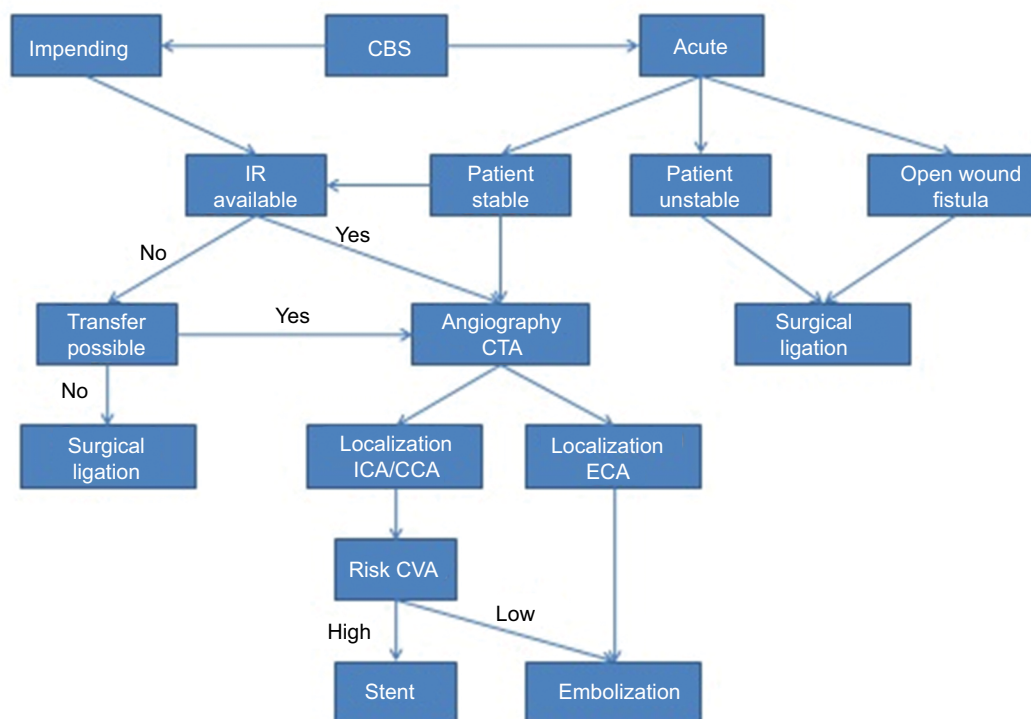 Impending
CBS
Acute
IR
available
Patient
stable
Patient
unstable
Open wound
fistula
No
Yes
Transfer
possible
Yes
Angiography
CTA
Surgical
ligation
No
Surgical
ligation
Localization
ICA/CCA
Localization
ECA
Risk CVA
High
Low
Stent
Embolization